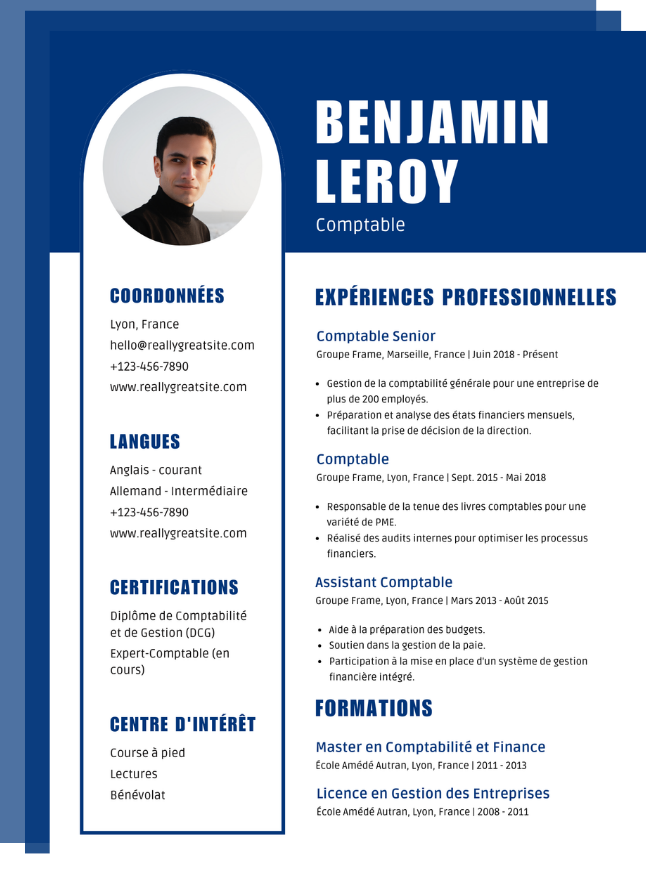 BENJAMIN
LEROY
Comptable
COORDONNÉES
Lyon, France
hello@reallygreatsite.com
+123-456-7890
www.reallygreatsite.com
LANGUES
Anglais - courant
Allemand - Intermédiaire
+123-456-7890
www.reallygreatsite.com
CERTIFICATIONS
Diplôme de Comptabilité
et de Gestion (DCG)
Expert-Comptable (en
cours)
CENTRE D'INTÉRÊT
Course à pied
Lectures
Bénévolat
EXPÉRIENCES PROFESSIONNELLES
Comptable Senior
Groupe Frame, Marseille, France | Juin 2018 - Présent
• Gestion de la comptabilité générale pour une entreprise de
plus de 200 employés.
• Préparation et analyse des états financiers mensuels,
facilitant la prise de décision de la direction.
Comptable
Groupe Frame, Lyon, France | Sept. 2015 - Mai 2018
• Responsable de la tenue des livres comptables pour une
variété de PME.
• Réalisé des audits internes pour optimiser les processus
financiers.
Assistant Comptable
Groupe Frame, Lyon, France | Mars 2013 - Août 2015
• Aide à la préparation des budgets.
• Soutien dans la gestion de la paie.
• Participation à la mise en place d'un système de gestion
financière intégré.
FORMATIONS
Master en Comptabilité et Finance
École Amédé Autran, Lyon, France | 2011 - 2013
Licence en Gestion des Entreprises
École Amédé Autran, Lyon, France | 2008 - 2011